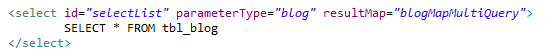 <select id="selectList" parameterType="blog" resultMap="blogMapMultiQuery">
SELECT * FROM tbl_blog
</select>